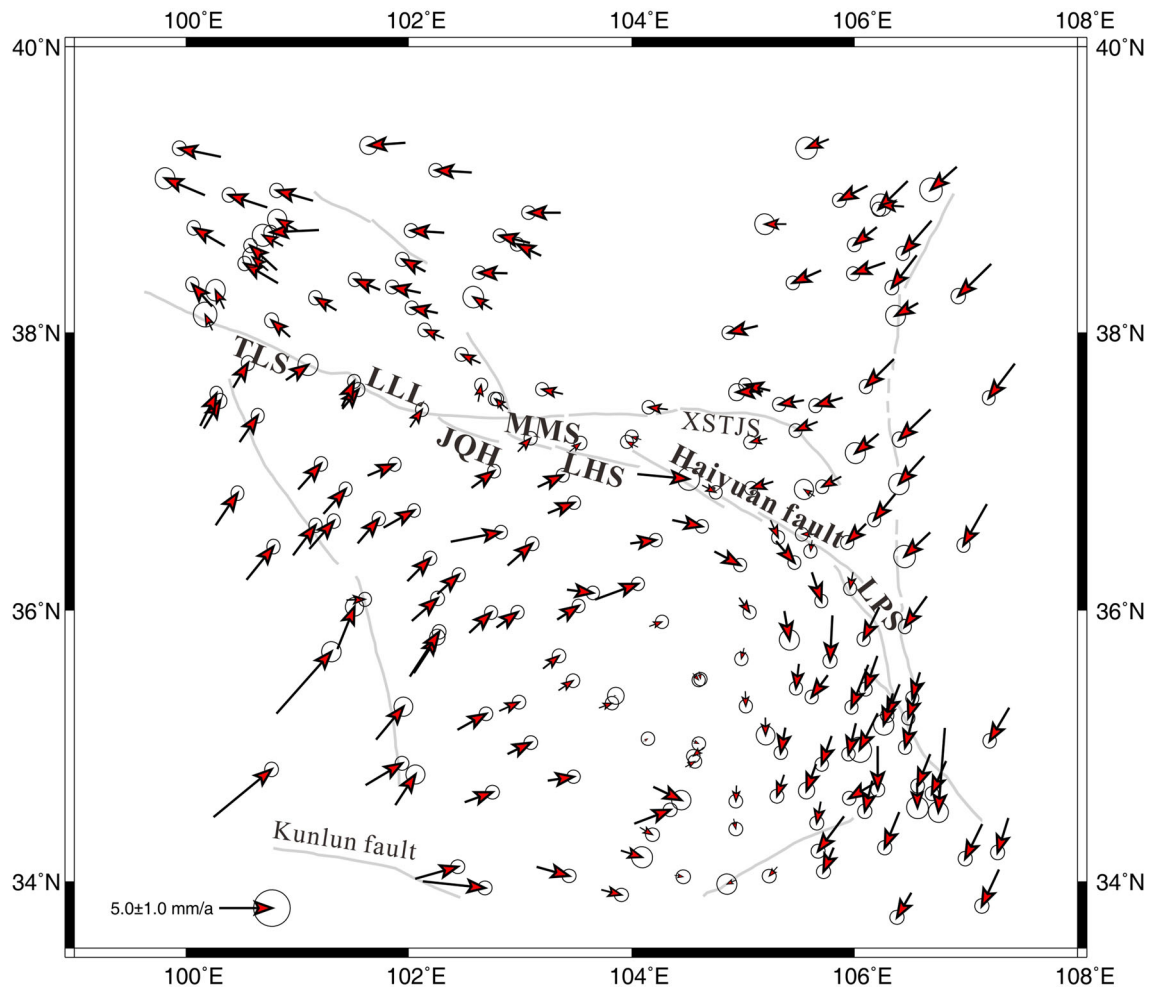 100˚E 102˚E 104˚E 106˚E 108˚E
40˚N 40˚N
38˚N 38˚N
TLS
LLL
MMS
XSTJS
JQH
LHS
Haiyuan fault
36˚N 36˚N
LPS
Kunlun fault
34˚N 34˚N
5.0±1.0 mm/a
100˚E 102˚E 104˚E 106˚E 108˚E